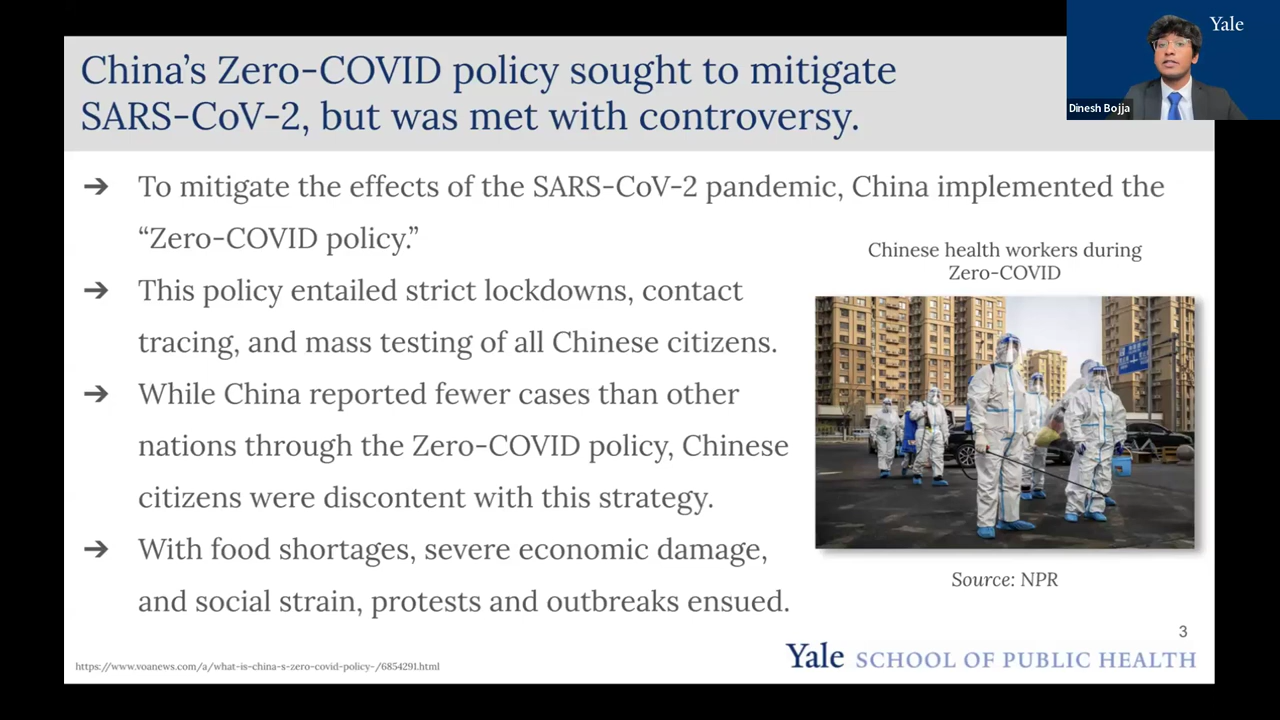 China's Zero-COVID policy sought to mitigate
SARS-CoV-2, but was met with controversy.
Yale
Dinesh Bojja
➔ To mitigate the effects of the SARS-CoV-2 pandemic, China implemented the
“Zero-COVID policy.”
➔ This policy entailed strict lockdowns, contact
tracing, and mass testing of all Chinese citizens.
➔ While China reported fewer cases than other
nations through the Zero-COVID policy, Chinese
citizens were discontent with this strategy.
➔ With food shortages, severe economic damage,
and social strain, protests and outbreaks ensued.
Chinese health workers during
Zero-COVID
Source: NPR
3
https://www.voanews.com/a/what-is-china-s-zero-covid-policy-/6854291.html
Yale SCHOOL OF PUBLIC HEALTH